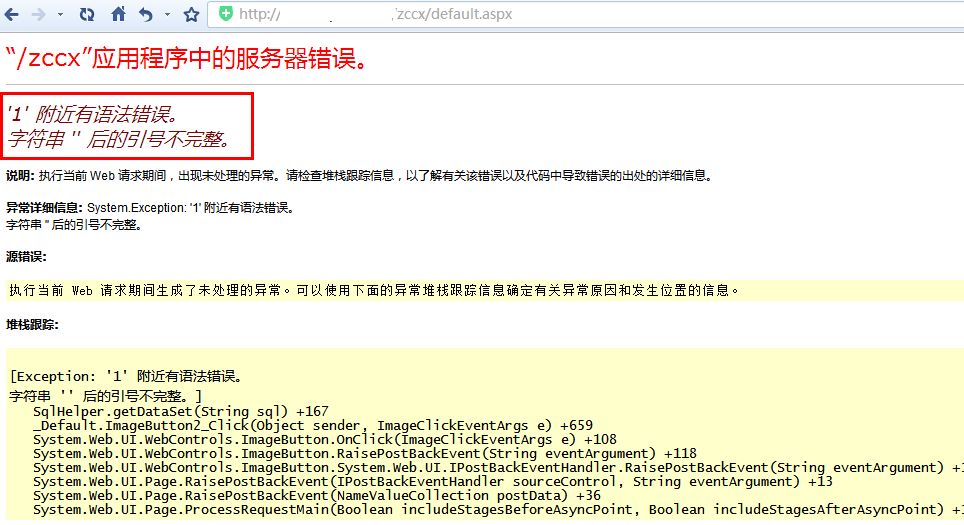 http:// /zccx/default.aspx
“/zccx”应用程序中的服务器错误。
'1' 附近有语法错误。
字符串 '' 后的引号不完整。
说明: 执行当前 Web 请求期间，出现未处理的异常。请检查堆栈跟踪信息，以了解有关该错误以及代码中导致错误的出处的详细信息。
异常详细信息: System.Exception: '1' 附近有语法错误。
字符串 '' 后的引号不完整。
源错误:
执行当前 Web 请求期间生成了未处理的异常。可以使用下面的异常堆栈跟踪信息确定有关异常原因和发生位置的信息。
堆栈跟踪:
[Exception: '1' 附近有语法错误。
字符串 '' 后的引号不完整。]
SqlHelper.getDataSet(String sql) +167
_Default.ImageButton2_Click(Object sender, ImageClickEventArgs e) +659
System.Web.UI.WebControls.ImageButton.OnClick(ImageClickEventArgs e) +108
System.Web.UI.WebControls.ImageButton.RaisePostBackEvent(String eventArgument) +118
System.Web.UI.WebControls.ImageButton.System.Web.UI.IPostBackEventHandler.RaisePostBackEvent(String eventArgument) +1
System.Web.UI.Page.RaisePostBackEvent(IPostBackEventHandler sourceControl, String eventArgument) +13
System.Web.UI.Page.RaisePostBackEvent(NameValueCollection postData) +36
System.Web.UI.Page.ProcessRequestMain(Boolean includeStagesBeforeAsyncPoint, Boolean includeStagesAfterAsyncPoint) +1